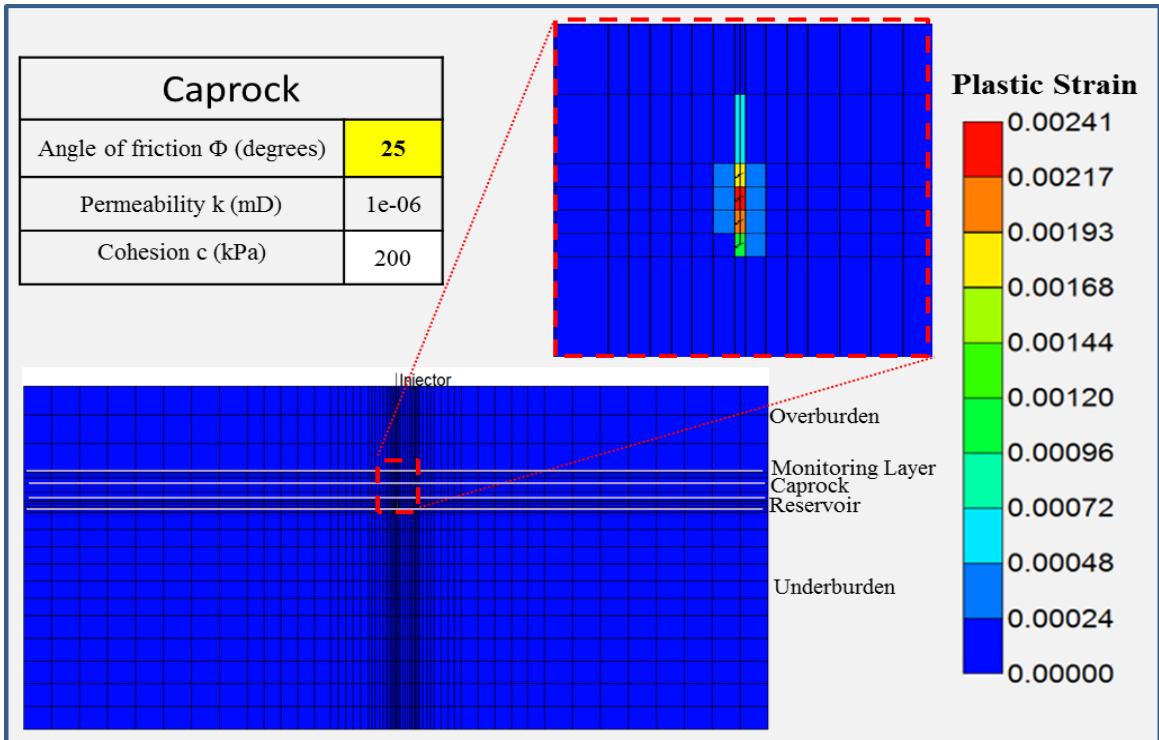 Caprock
Angle of friction Φ (degrees) 25
Permeability k (mD) 1e-06
Cohesion c (kPa) 200
Plastic Strain
0.00241
0.00217
0.00193
0.00168
0.00144
0.00120
0.00096
0.00072
0.00048
0.00024
0.00000
Injector
Overburden
Monitoring Layer
Caprock
Reservoir
Underburden